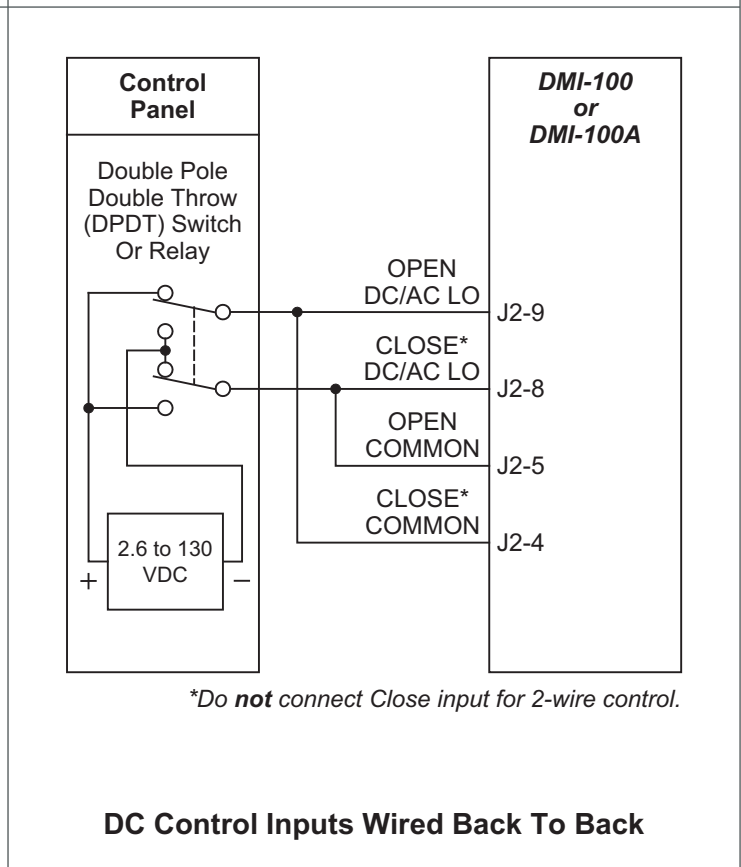 Control
Panel
DMI-100
or
DMI-100A
Double Pole
Double Throw
(DPDT) Switch
Or Relay
OPEN
DC/AC LO
J2-9
CLOSE*
DC/AC LO
J2-8
OPEN
COMMON
J2-5
CLOSE*
COMMON
J2-4
2.6 to 130
VDC
+
−
*Do not connect Close input for 2-wire control.
DC Control Inputs Wired Back To Back